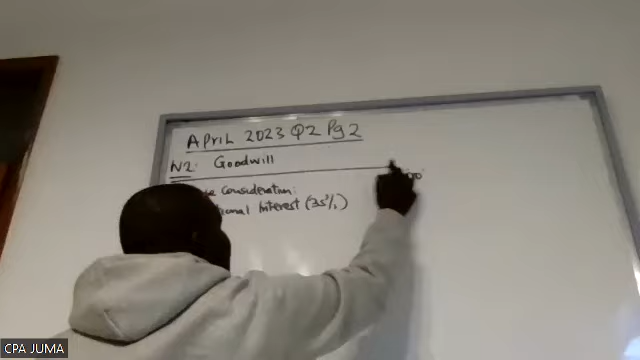 April 2023 Q2 Pg 2
N2: Goodwill
Consideration:
Interest (35%)
CPA JUMA